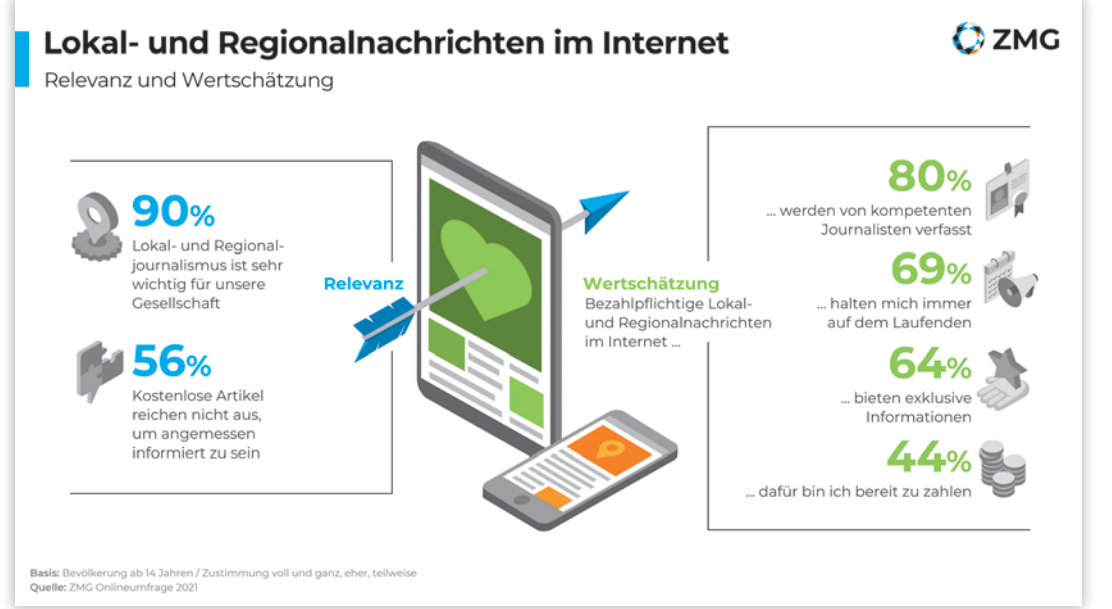 Lokal- und Regionalnachrichten im Internet
Relevanz und Wertschätzung
ZMG
90%
Lokal- und Regional-
journalismus ist sehr
wichtig für unsere
Gesellschaft
56%
Kostenlose Artikel
reichen nicht aus,
um angemessen
informiert zu sein
Relevanz
Wertschätzung
Bezahlpflichtige Lokal-
und Regionalnachrichten
im Internet ...
80%
... werden von kompetenten
Journalisten verfasst
69%
... halten mich immer
auf dem Laufenden
64%
... bieten exklusive
Informationen
44%
... dafür bin ich bereit zu zahlen
Basis: Bevölkerung ab 14 Jahren / Zustimmung voll und ganz, eher, teilweise
Quelle: ZMG Onlineumfrage 2021